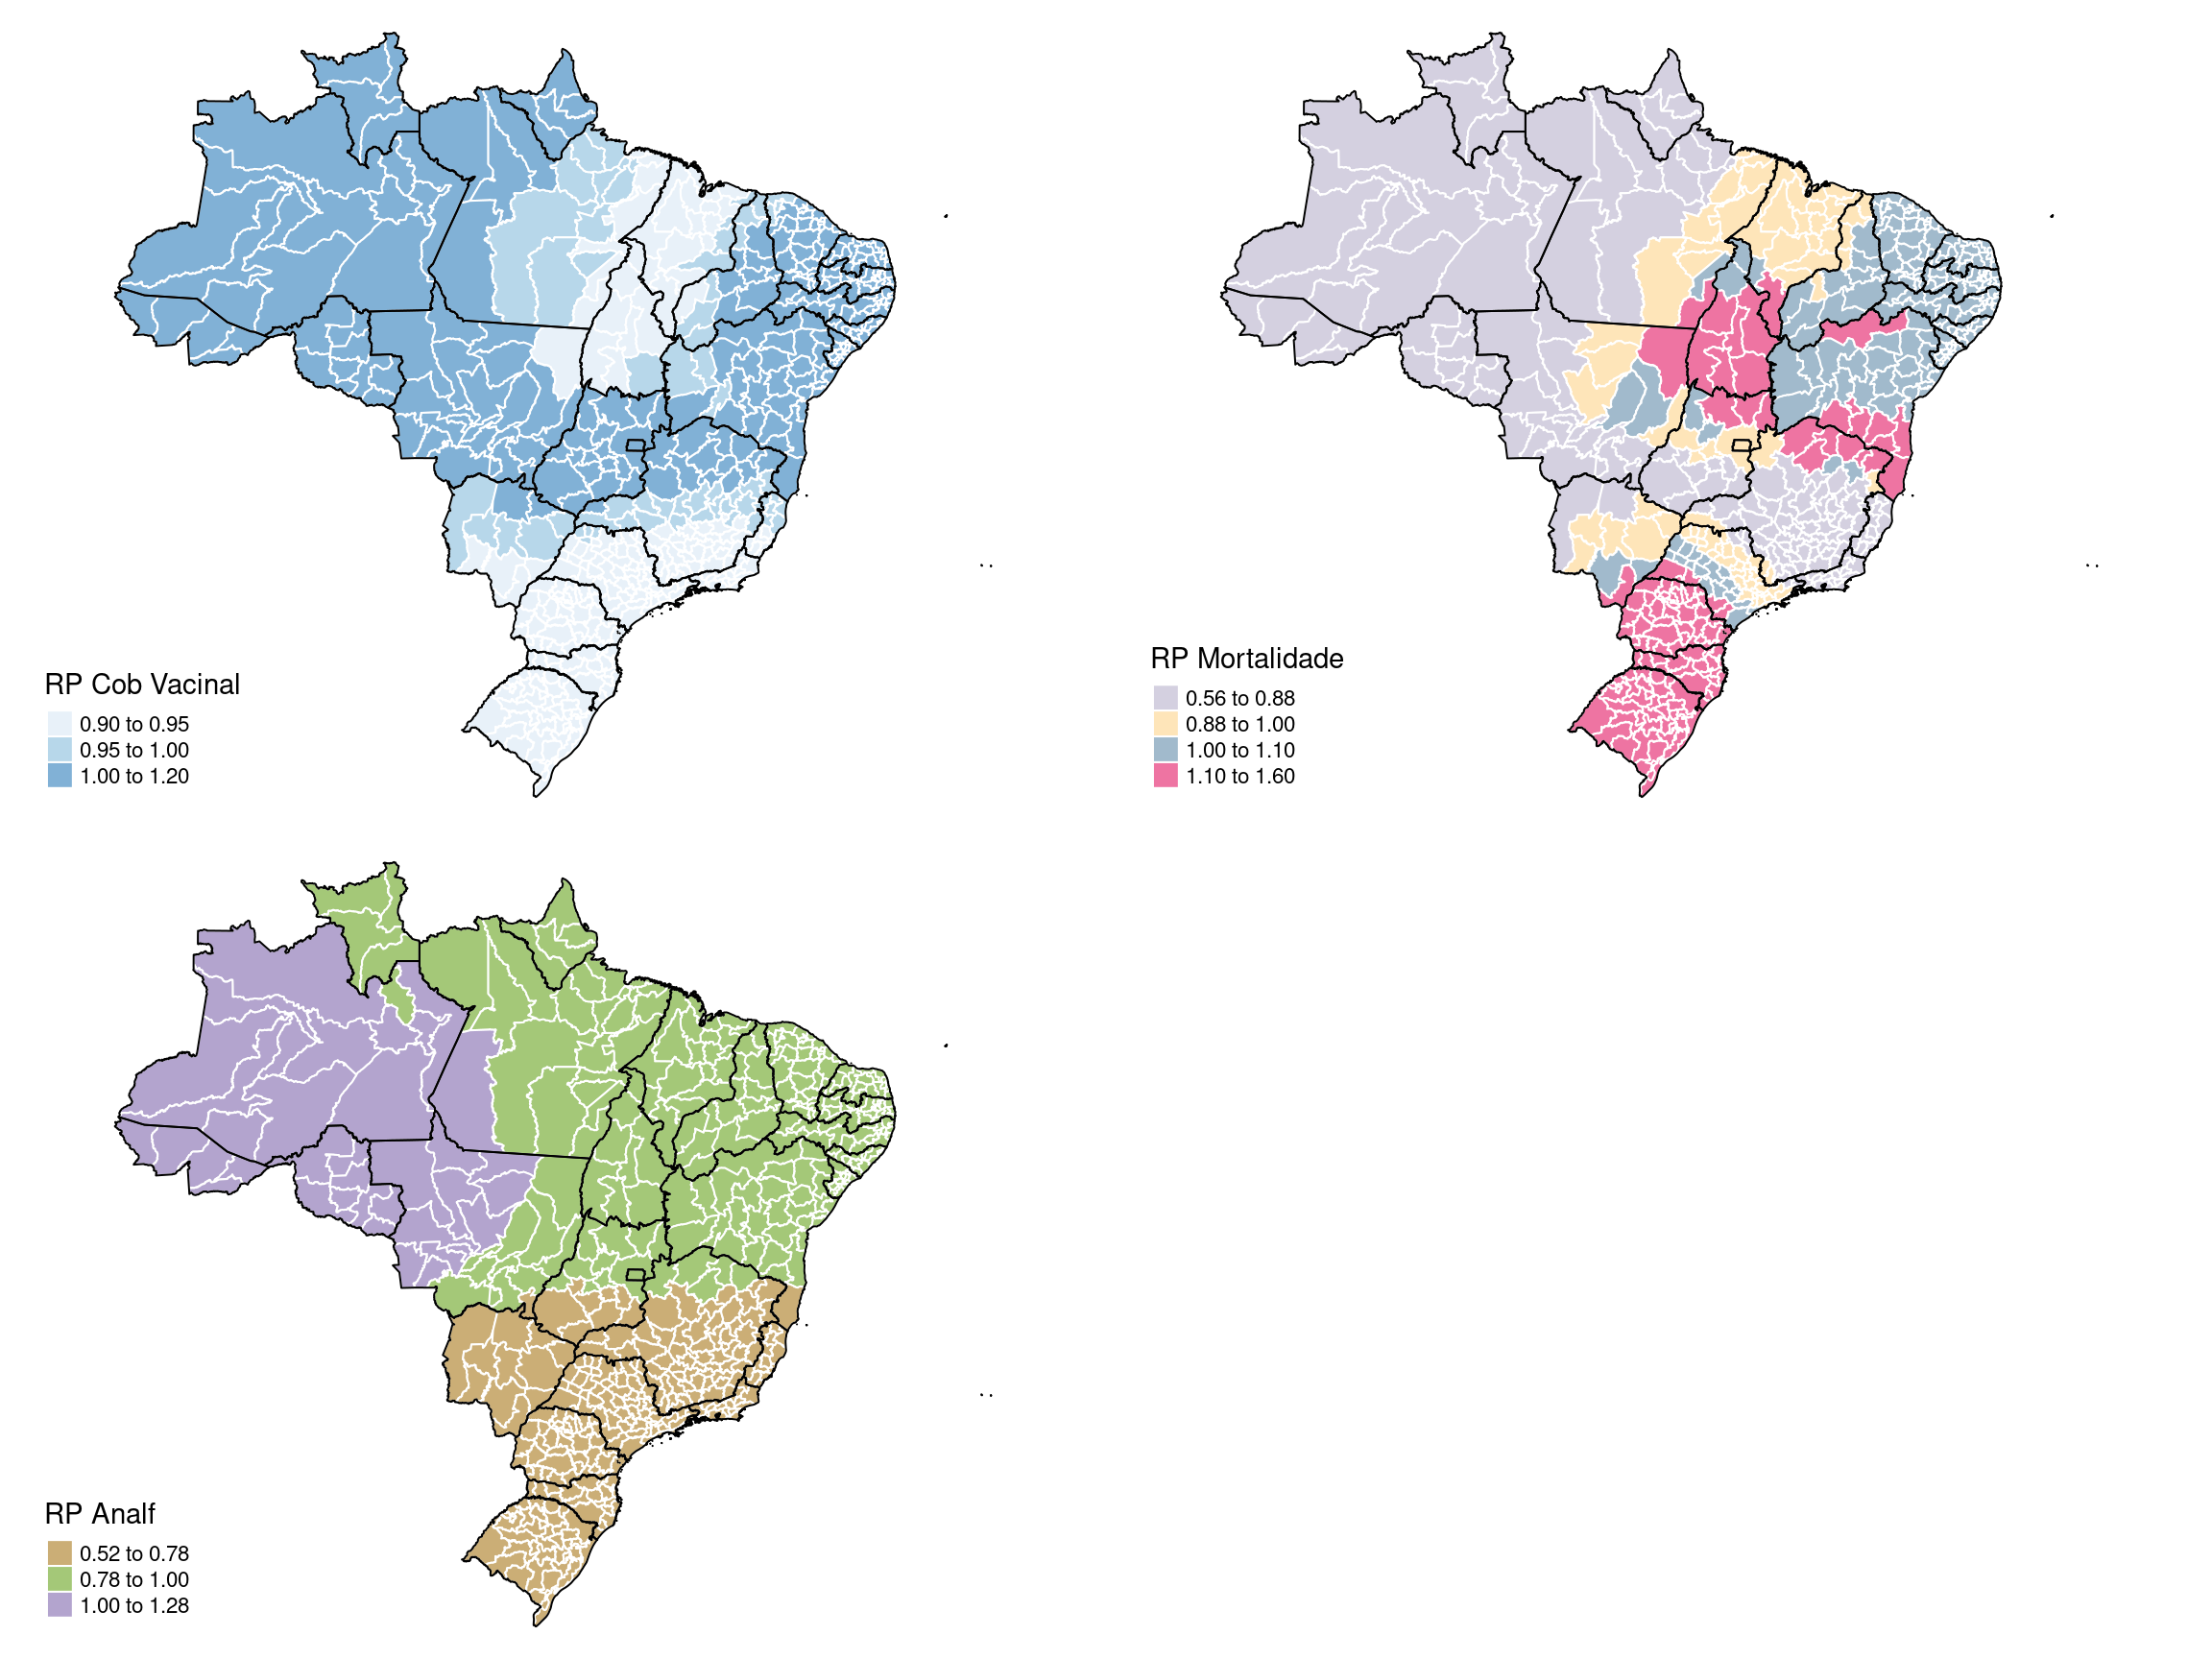 RP Cob Vacinal
0.90 to 0.95
0.95 to 1.00
1.00 to 1.20
RP Mortalidade
0.56 to 0.88
0.88 to 1.00
1.00 to 1.10
1.10 to 1.60
RP Analf
0.52 to 0.78
0.78 to 1.00
1.00 to 1.28